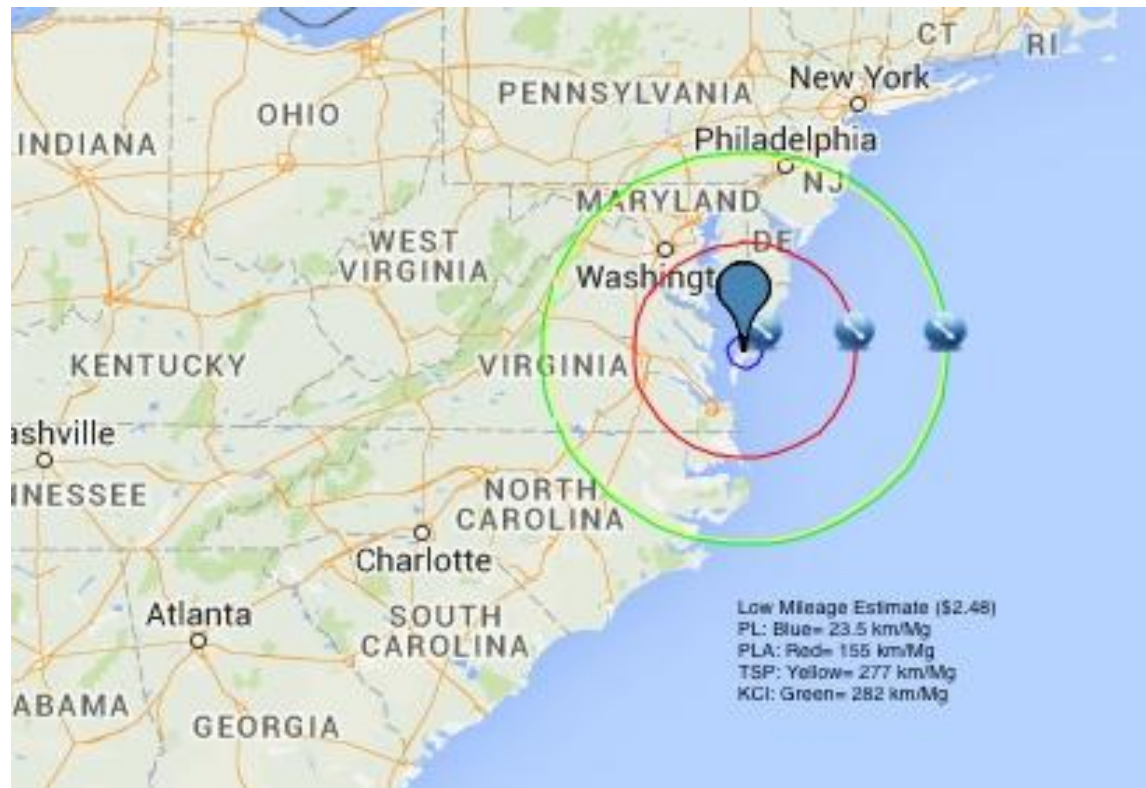 CT
RI
New York
PENNSYLVANIA
OHIO
INDIANA
Philadelphia
NJ
MARYLAND
WEST
VIRGINIA
DE
Washingt
KENTUCKY
VIRGINIA
ashville
NNESSEE
NORTH
CAROLINA
Charlotte
Atlanta
SOUTH
CAROLINA
ABAMA
GEORGIA
Low Mileage Estimate ($2.48)
PL: Blue= 23.5 km/Mg
PLA: Red= 155 km/Mg
TSP: Yellow= 277 km/Mg
KCI: Green= 282 km/Mg